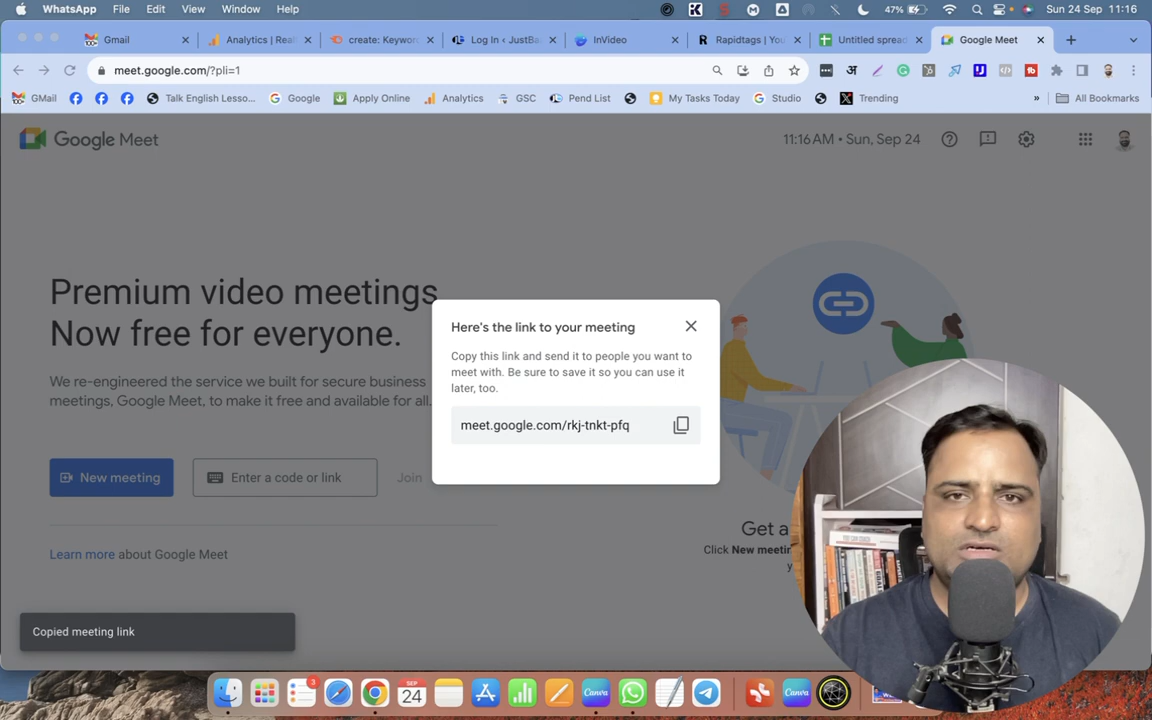 WhatsApp File Edit View Window Help 47% Sun 24 Sep 11:16
Gmail Analytics | Real create: Keywor Log In ‹ JustBa InVideo Rapidtags | You Untitled spread Google Meet
meet.google.com/?pli=1
GMail Talk English Lesso... Google Apply Online Analytics GSC Pend List My Tasks Today Studio Trending » All Bookmarks
Google Meet 11:16 AM • Sun, Sep 24
Premium video meetings.
Now free for everyone.
We re-engineered the service we built for secure business
meetings, Google Meet, to make it free and available for all.
New meeting Enter a code or link Join
Learn more about Google Meet
Here's the link to your meeting
Copy this link and send it to people you want to
meet with. Be sure to save it so you can use it
later, too.
meet.google.com/rkj-tnkt-pfq
Get a
Click New meetin
y
Copied meeting link
3
SEP
24
Canva
Canva